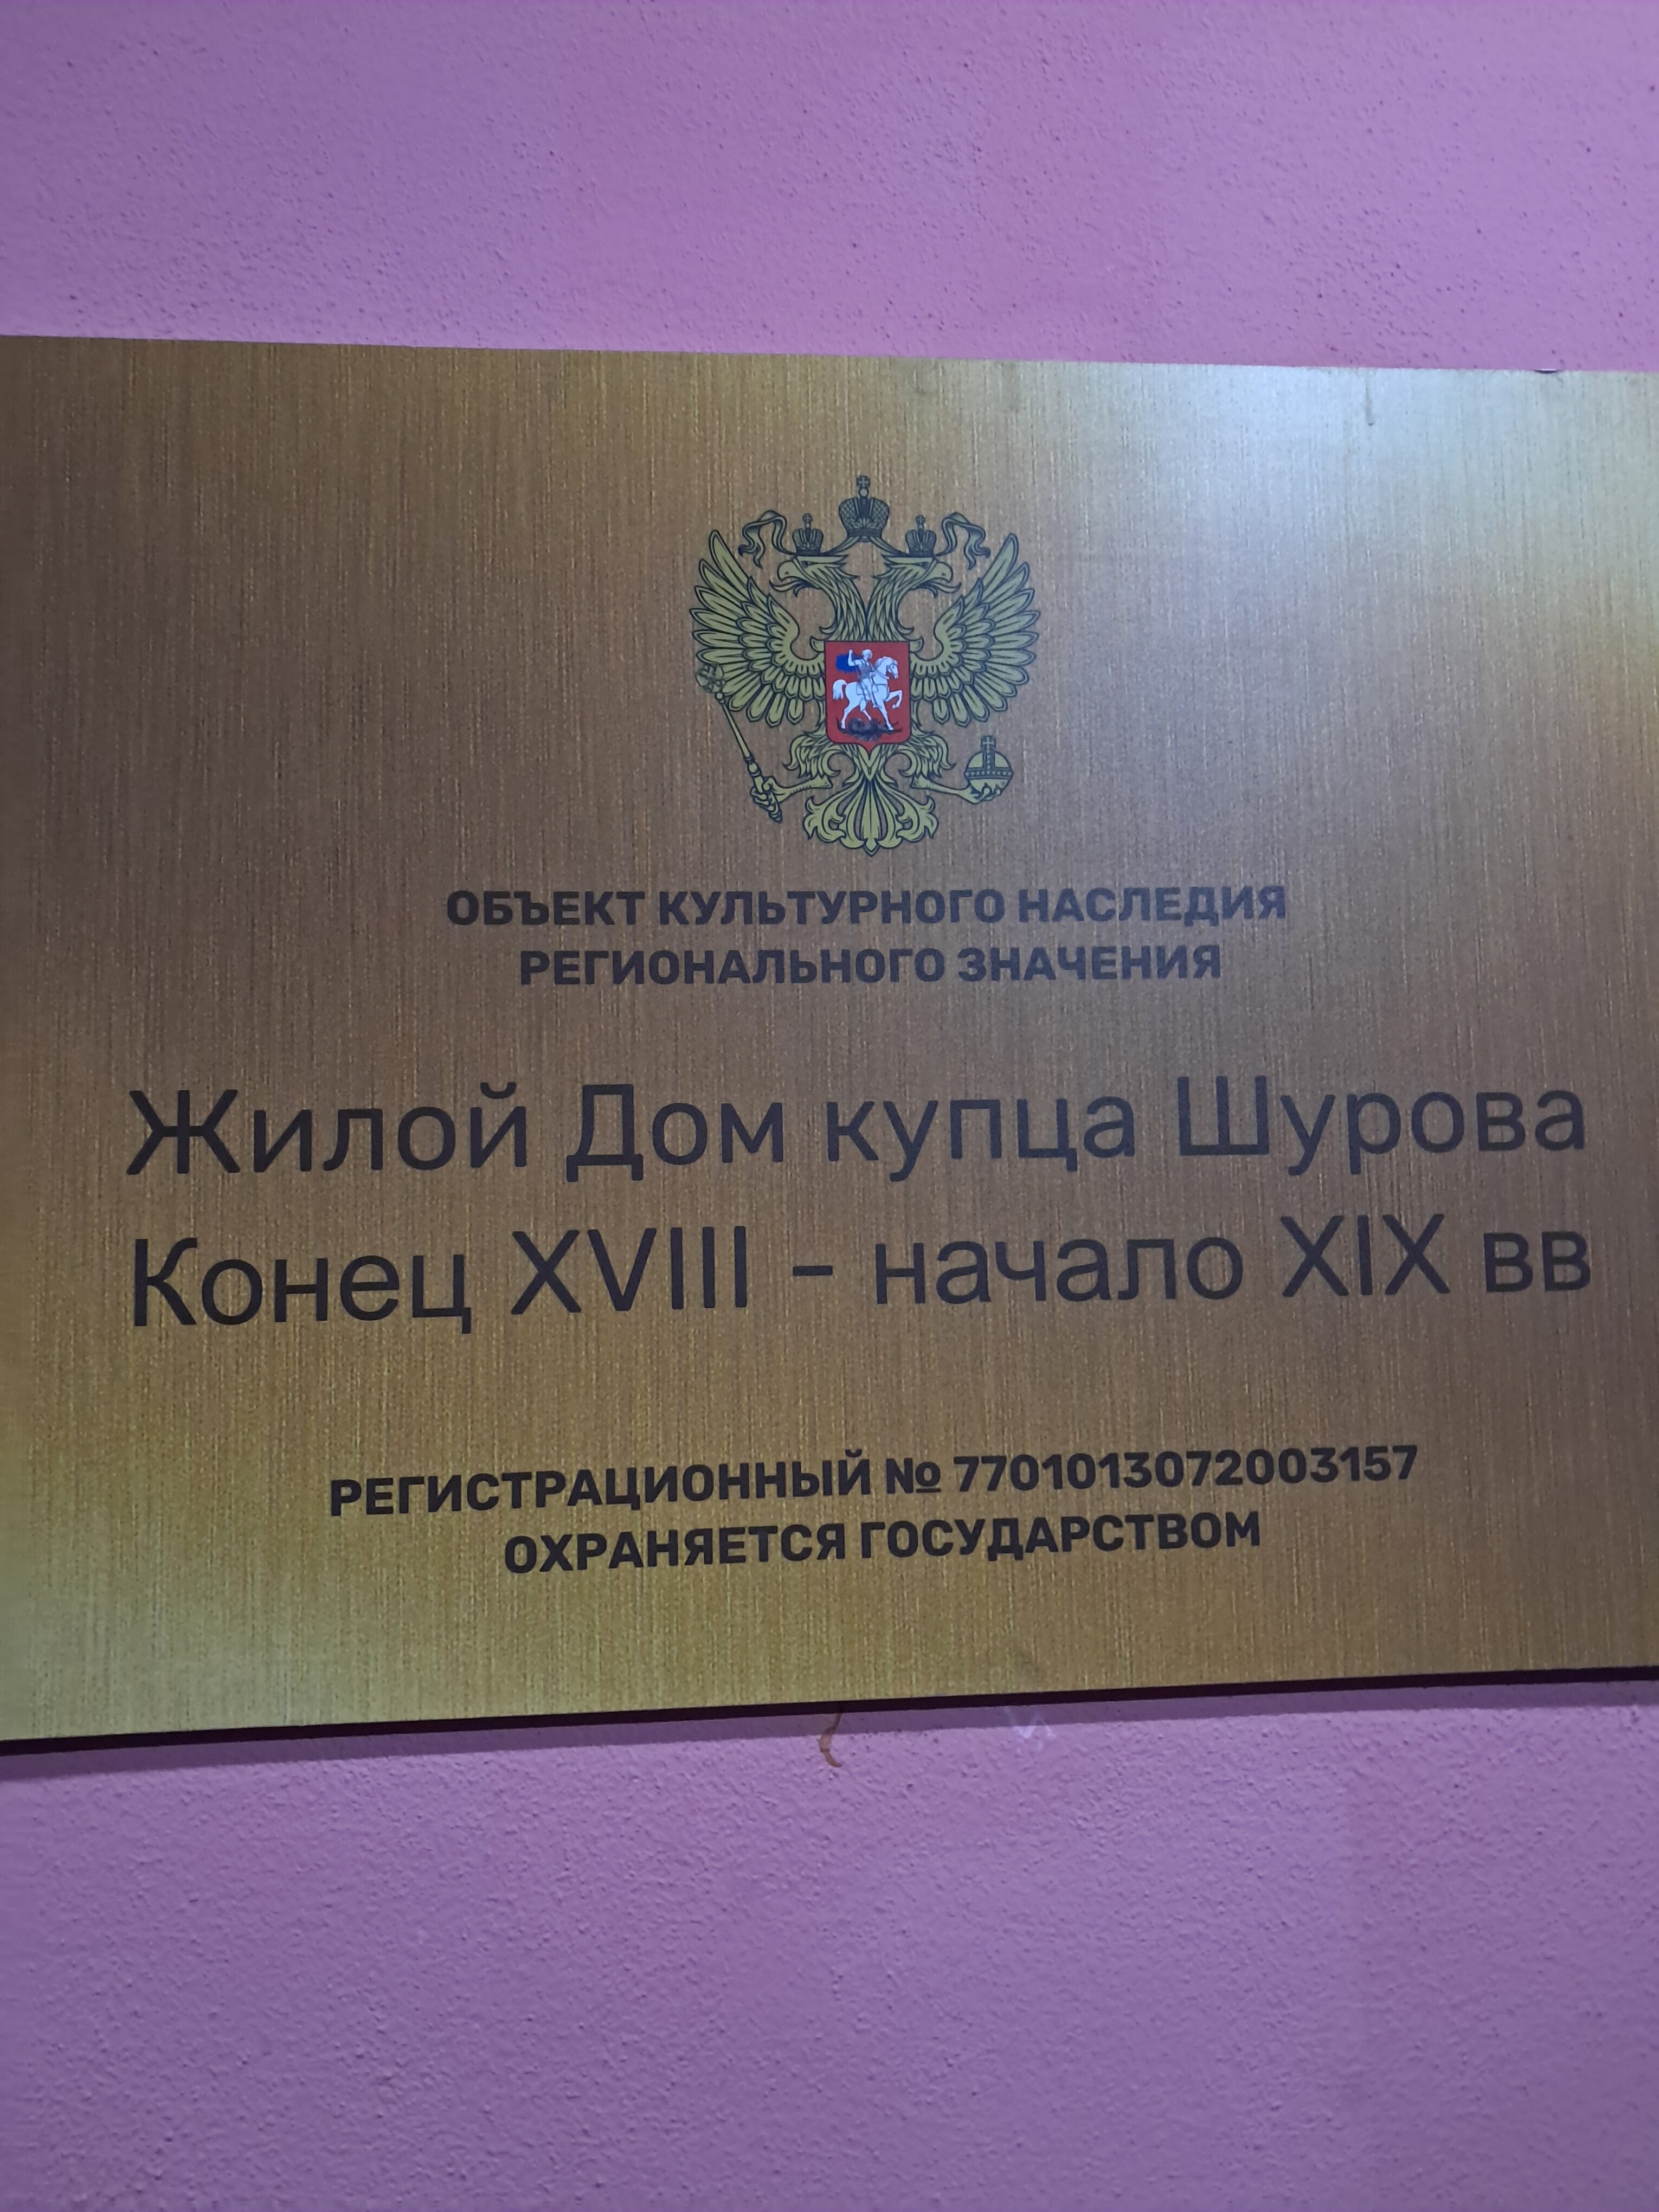 ОБЪЕКТ КУЛЬТУРНОГО НАСЛЕДИЯ
РЕГИОНАЛЬНОГО ЗНАЧЕНИЯ
Жилой Дом купца Шурова
Конец XVIII - начало XIX вв
РЕГИСТРАЦИОННЫЙ № 7701013072003157
ОХРАНЯЕТСЯ ГОСУДАРСТВОМ